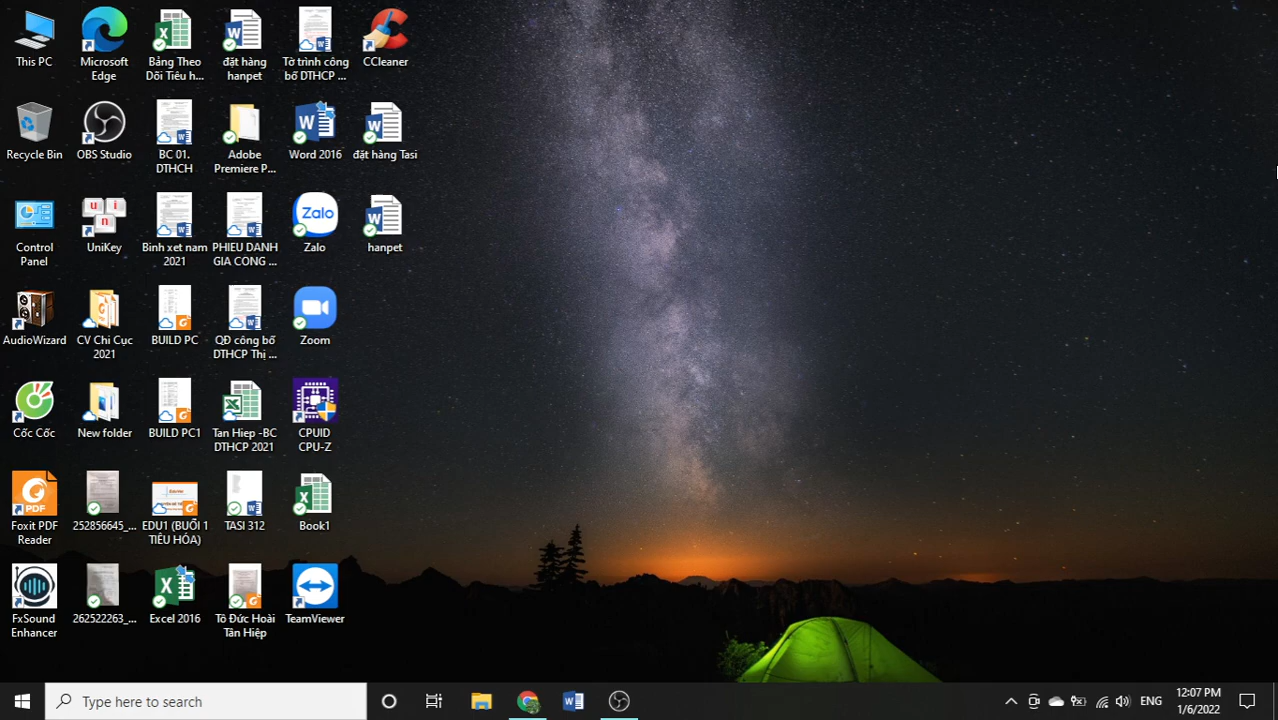 This PC
Microsoft
Edge
Bảng Theo
Dõi Tiêu h...
đặt hàng
hanpet
Tờ trình công
bố DTHCP ...
CCleaner
Recycle Bin
OBS Studio
BC 01.
DTHCH
Adobe
Premiere P...
Word 2016
đặt hàng Tasi
Control
Panel
UniKey
Binh xet nam
2021
PHIEU DANH
GIA CONG ...
Zalo
Zalo
hanpet
AudioWizard
CV Chi Cục
2021
BUILD PC
QĐ công bố
DTHCP Thị ...
Zoom
Cốc Cốc
New folder
BUILD PC1
Tan Hiep -BC
DTHCP 2021
CPUID
CPU-Z
PDF
Foxit PDF
Reader
252856645_...
EDU1 (BUỔI 1
TIÊU HÓA)
TASI 312
Book1
FxSound
Enhancer
262522263_...
Excel 2016
Tô Đức Hoài
Tân Hiệp
TeamViewer
Type here to search
ENG
12:07 PM
1/6/2022